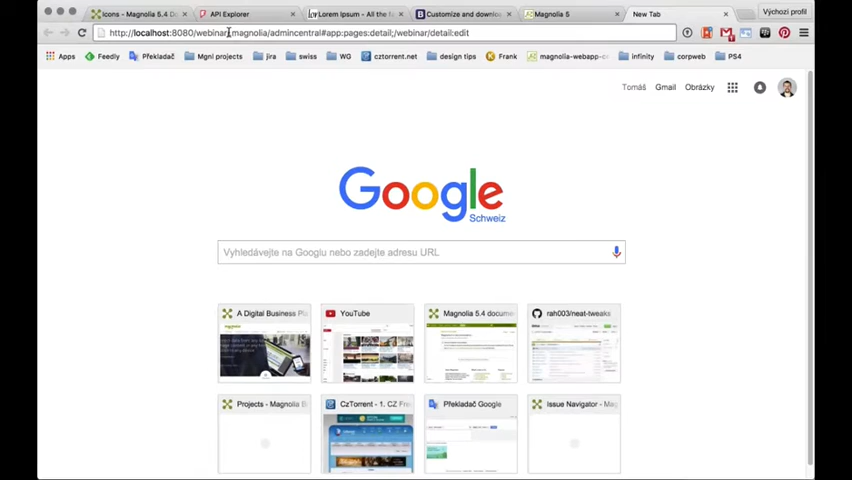 Icons - Magnolia 5.4 Do
API Explorer
Lorem Ipsum - All the fa
Customize and downloa
Magnolia 5
New Tab
Výchozí profil
http://localhost:8080/webinar/.magnolia/admincentral#app:pages:detail;/webinar/detail:edit
Apps
Feedly
Překladač
Mgnl projects
jira
swiss
WG
cztorrent.net
design tips
Frank
magnolia-webapp-ce
infinity
corpweb
PS4
Tomáš
Gmail
Obrázky
Google
Schweiz
Vyhledávejte na Googlu nebo zadejte adresu URL
A Digital Business Pla
YouTube
Magnolia 5.4 docume
rah003/neat-tweaks
Projects - Magnolia B
CzTorrent - 1. CZ Fre
Překladač Google
Issue Navigator - Mag